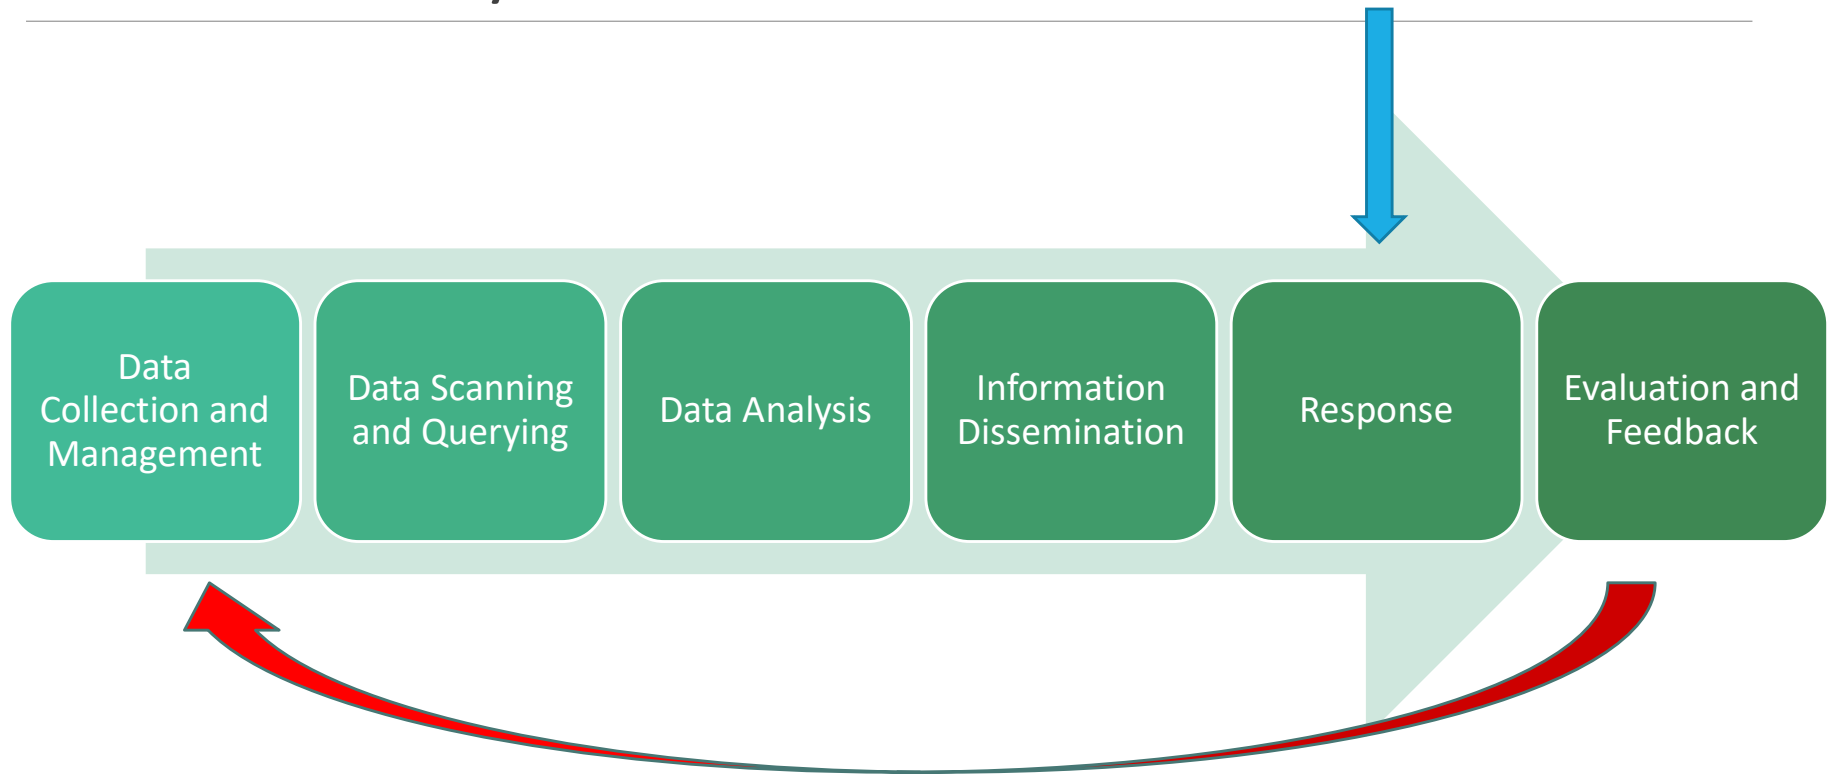 Data
Collection and
Management
Data Scanning
and Querying
Data Analysis
Information
Dissemination
Response
Evaluation and
Feedback